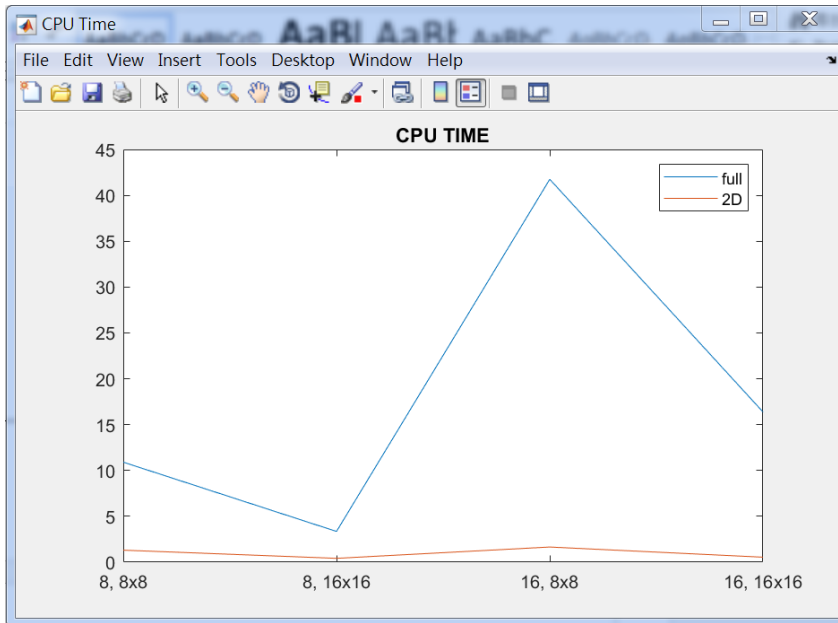 CPU Time
File Edit View Insert Tools Desktop Window Help
CPU TIME
45
40
35
30
25
20
15
10
5
0
full
2D
8, 8x8 8, 16x16 16, 8x8 16, 16x16